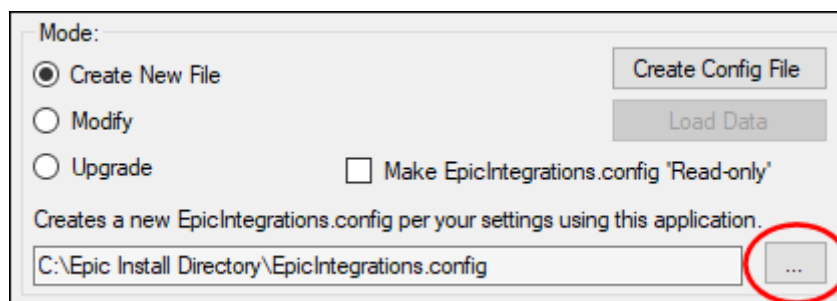 Mode:
Create New File
Create Config File
Modify
Load Data
Upgrade
Make EpicIntegrations.config 'Read-only'
Creates a new EpicIntegrations.config per your settings using this application.
C:\Epic Install Directory\EpicIntegrations.config
...